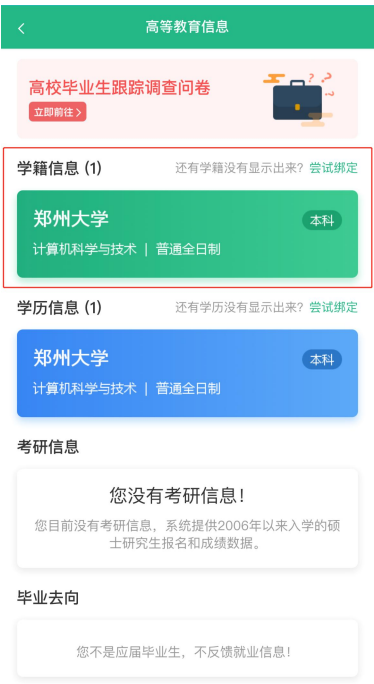 高等教育信息
高校毕业生跟踪调查问卷
立即前往 >
学籍信息 (1) 还有学籍没有显示出来? 尝试绑定
郑州大学 本科
计算机科学与技术 | 普通全日制
学历信息 (1) 还有学历没有显示出来? 尝试绑定
郑州大学 本科
计算机科学与技术 | 普通全日制
考研信息
您没有考研信息!
您目前没有考研信息，系统提供2006年以来入学的硕
士研究生报名和成绩数据。
毕业去向
您不是应届毕业生，不反馈就业信息!